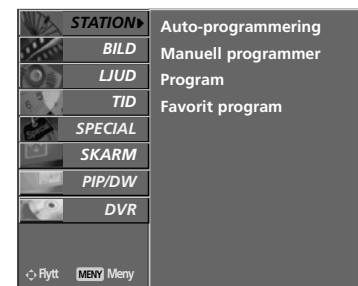 STATION
BILD
LJUD
TID
SPECIAL
SKARM
PIP/DW
DVR
Auto-programmering
Manuell programmer
Program
Favorit program
Flytt MENY Meny